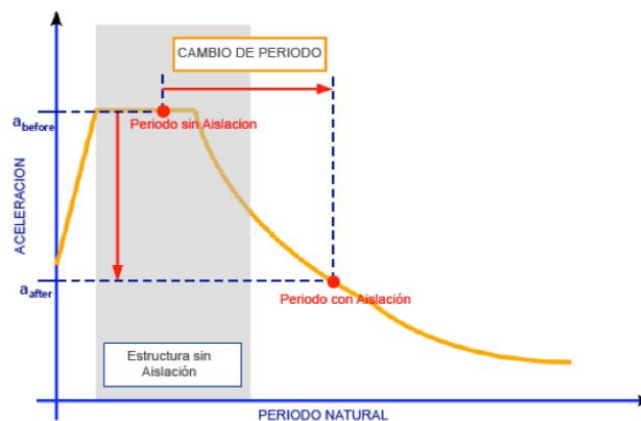 CAMBIO DE PERIODO
a before
Periodo sin Aislacion
ACELERACION
a after
Periodo con Aislación
Estructura sin
Aislación
PERIODO NATURAL